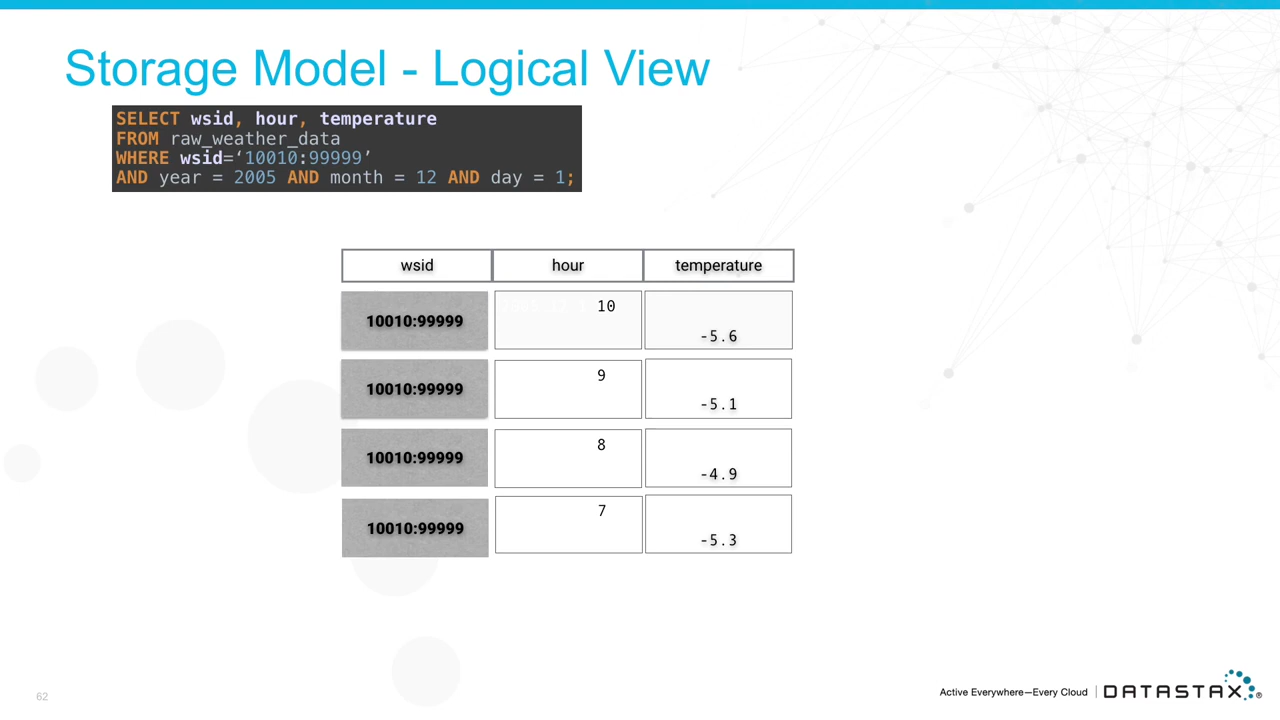 Storage Model - Logical View
SELECT wsid, hour, temperature
FROM raw_weather_data
WHERE wsid=‘10010:99999’
AND year = 2005 AND month = 12 AND day = 1;
wsid hour temperature
10010:99999 10 -5.6
10010:99999 9 -5.1
10010:99999 8 -4.9
10010:99999 7 -5.3
62
Active Everywhere—Every Cloud | DATASTAX®